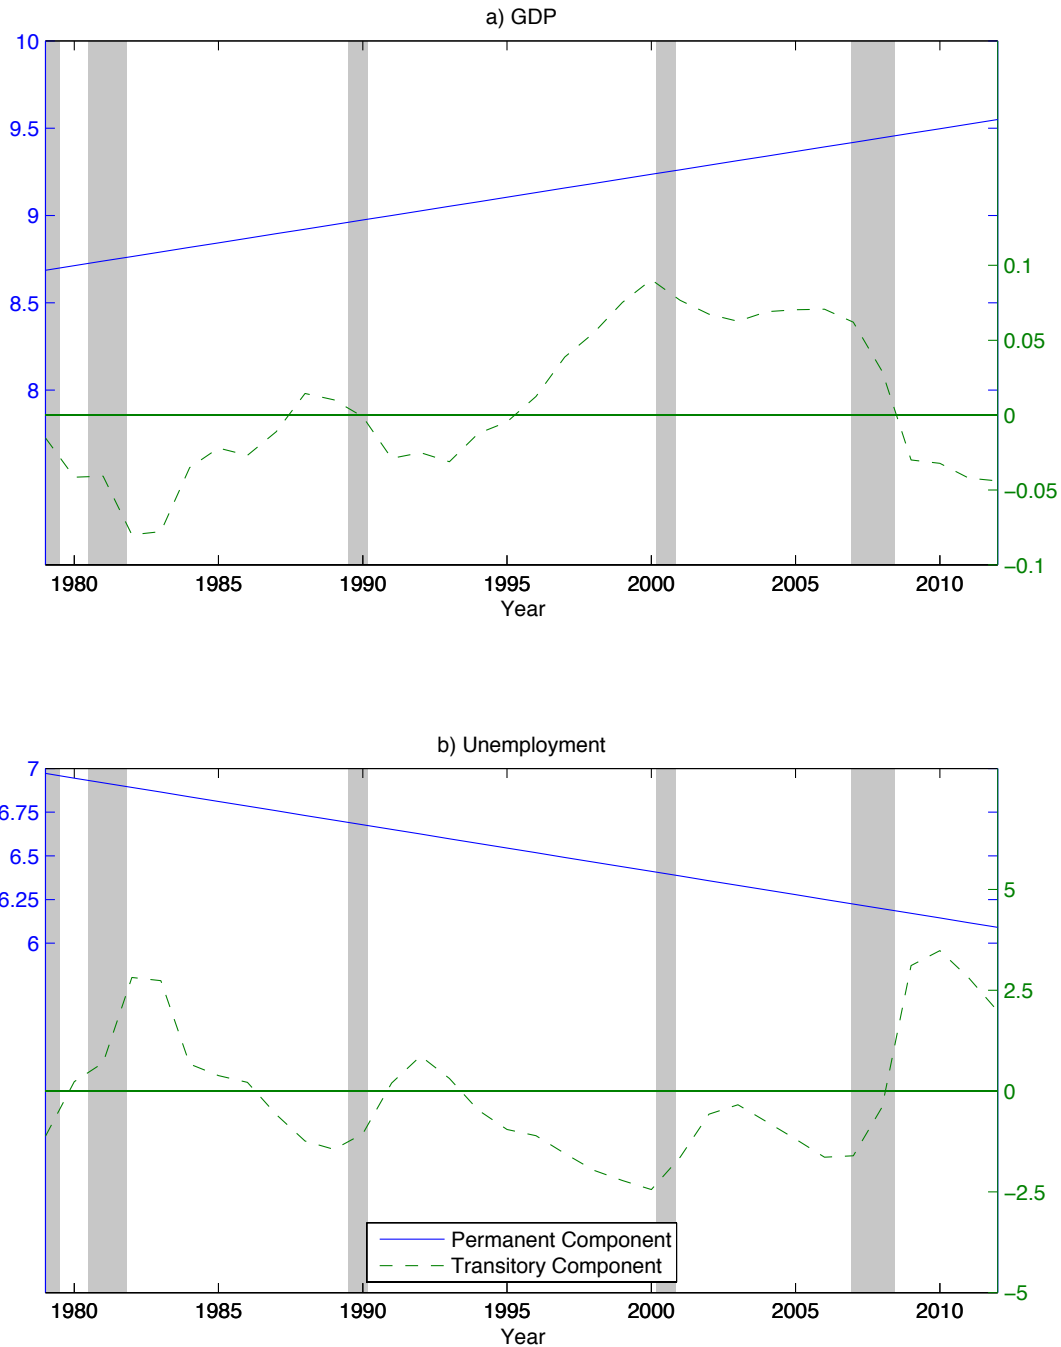 a) GDP
10
9.5
9
8.5
8
0.1
0.05
0
−0.05
−0.1
1980 1985 1990 1995 2000 2005 2010
Year
b) Unemployment
7
6.75
6.5
6.25
6
5
2.5
0
−2.5
−5
Permanent Component
Transitory Component
1980 1985 1990 1995 2000 2005 2010
Year